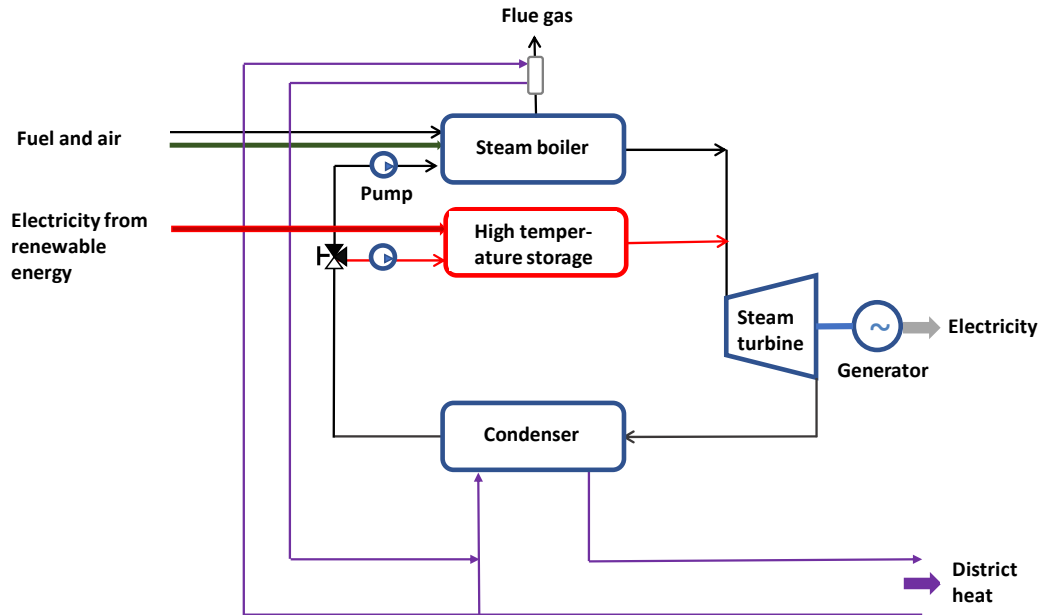 Flue gas
Fuel and air
Steam boiler
Pump
Electricity from
renewable
energy
High temper-
ature storage
Steam
turbine
~
Electricity
Generator
Condenser
District
heat